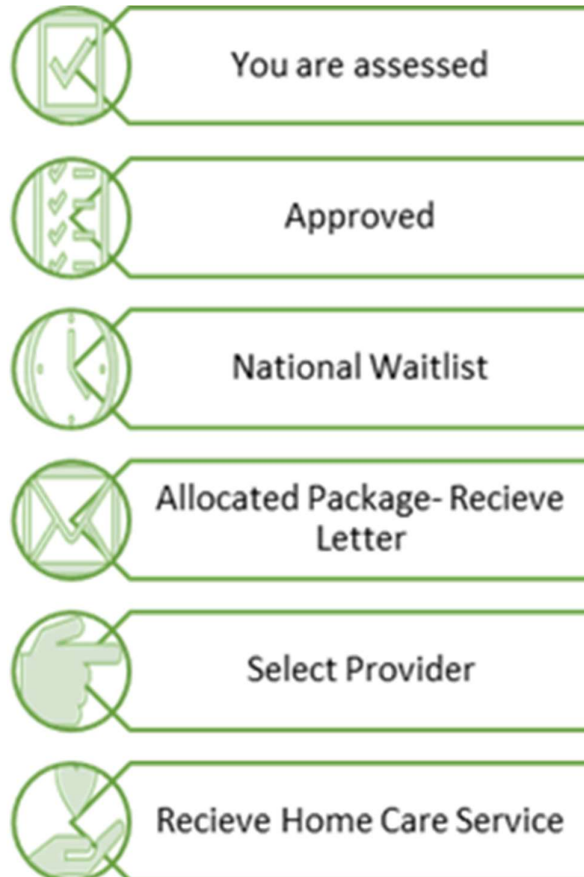 You are assessed
Approved
National Waitlist
Allocated Package- Recieve
Letter
Select Provider
Recieve Home Care Service